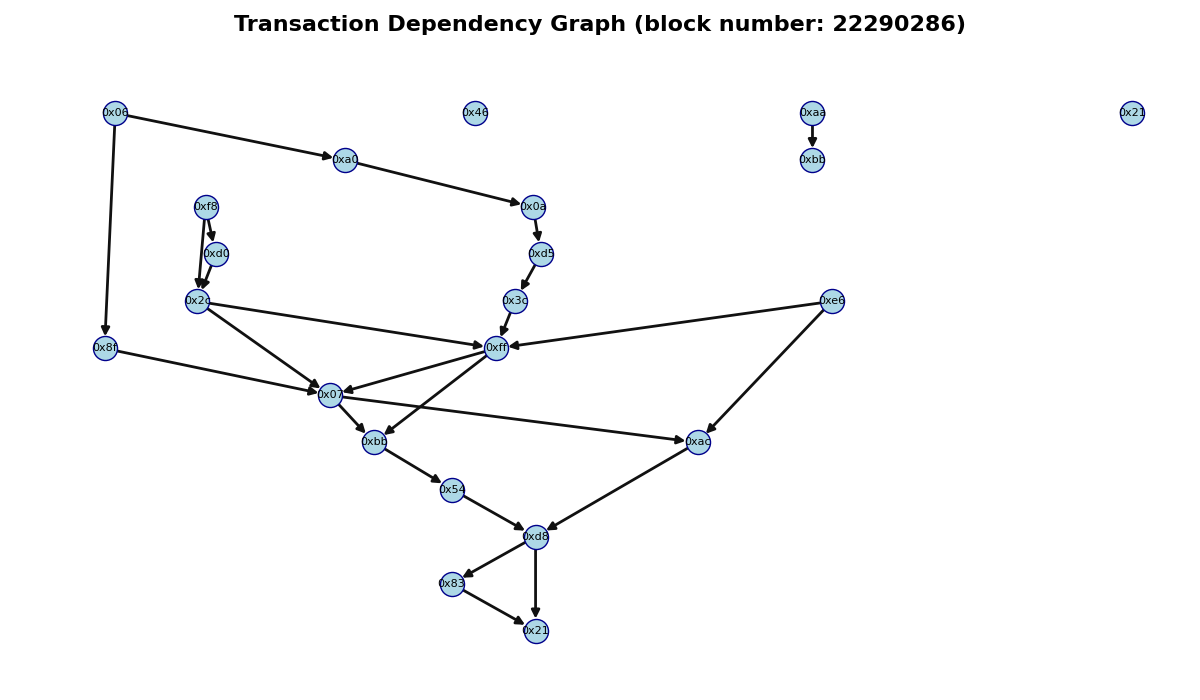 Transaction Dependency Graph (block number: 22290286)
0x06
0x46
0xaa
0x21
0xa0
0xbb
0xf8
0x0a
0xd0
0xd5
0x2c
0x3c
0xe6
0x8f
0xff
0x07
0xbb
0xac
0x54
0xd8
0x83
0x21